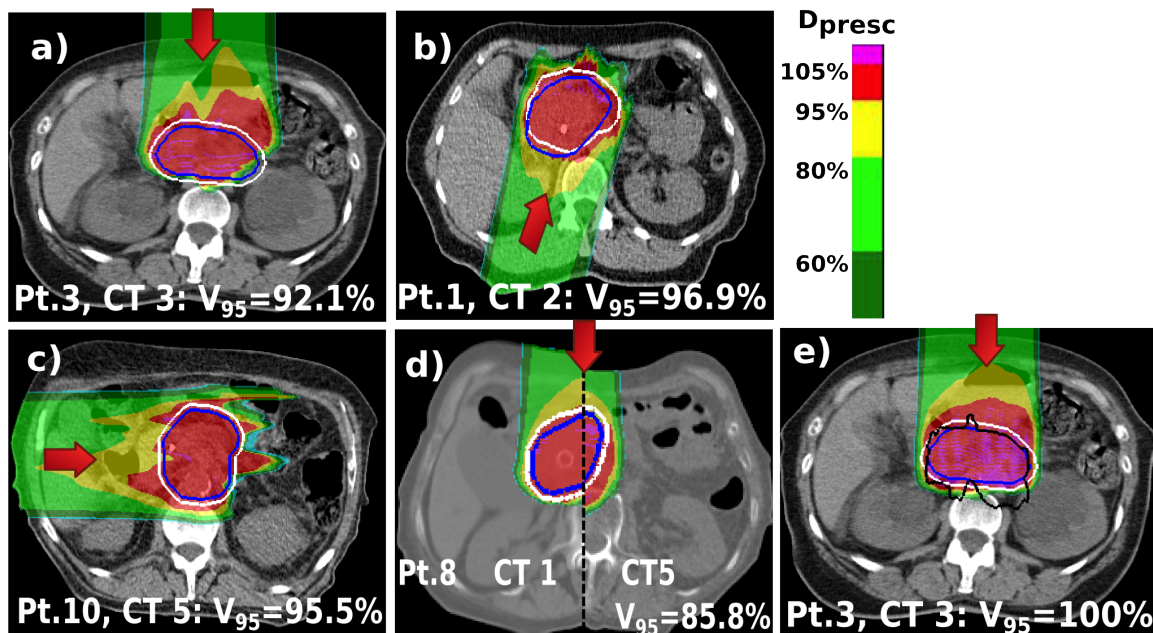 a)
Pt.3, CT 3: V₉₅=92.1%
b)
Pt.1, CT 2: V₉₅=96.9%
Dpresc
105%
95%
80%
60%
c)
Pt.10, CT 5: V₉₅=95.5%
d)
Pt.8 CT 1 CT5
V₉₅=85.8%
e)
Pt.3, CT 3: V₉₅=100%